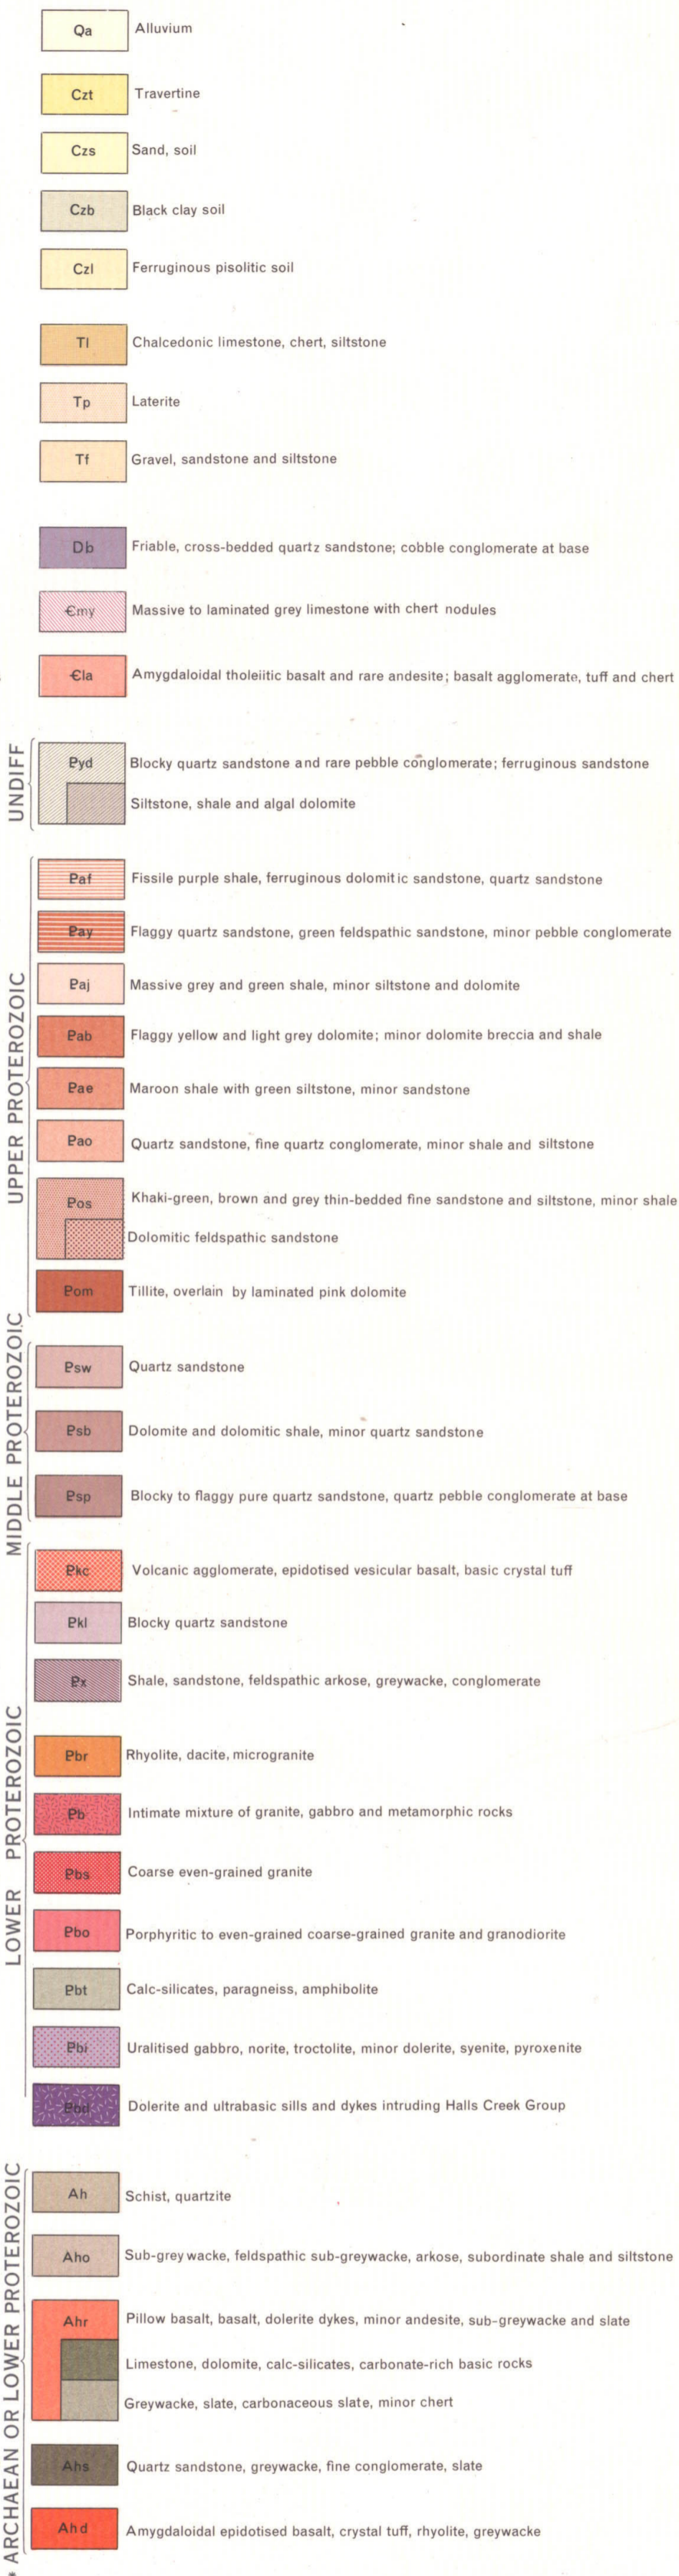 Qa Alluvium
Czt Travertine
Czs Sand, soil
Czb Black clay soil
Czl Ferruginous pisolitic soil
Tl Chalcedonic limestone, chert, siltstone
Tp Laterite
Tf Gravel, sandstone and siltstone
Db Friable, cross-bedded quartz sandstone; cobble conglomerate at base
Єmy Massive to laminated grey limestone with chert nodules
Єla Amygdaloidal tholeiitic basalt and rare andesite; basalt agglomerate, tuff and chert
UNDIFF
Pyd Blocky quartz sandstone and rare pebble conglomerate; ferruginous sandstone
Siltstone, shale and algal dolomite
UPPER PROTEROZOIC
Paf Fissile purple shale, ferruginous dolomitic sandstone, quartz sandstone
Pay Flaggy quartz sandstone, green feldspathic sandstone, minor pebble conglomerate
Paj Massive grey and green shale, minor siltstone and dolomite
Pab Flaggy yellow and light grey dolomite; minor dolomite breccia and shale
Pae Maroon shale with green siltstone, minor sandstone
Pao Quartz sandstone, fine quartz conglomerate, minor shale and siltstone
Pos Khaki-green, brown and grey thin-bedded fine sandstone and siltstone, minor shale
Dolomitic feldspathic sandstone
Pom Tillite, overlain by laminated pink dolomite
MIDDLE PROTEROZOIC
Psw Quartz sandstone
Psb Dolomite and dolomitic shale, minor quartz sandstone
Psp Blocky to flaggy pure quartz sandstone, quartz pebble conglomerate at base
LOWER PROTEROZOIC
Pkc Volcanic agglomerate, epidotised vesicular basalt, basic crystal tuff
Pkl Blocky quartz sandstone
Px Shale, sandstone, feldspathic arkose, greywacke, conglomerate
Pbr Rhyolite, dacite, microgranite
Pb Intimate mixture of granite, gabbro and metamorphic rocks
Pbs Coarse even-grained granite
Pbo Porphyritic to even-grained coarse-grained granite and granodiorite
Pbt Calc-silicates, paragneiss, amphibolite
Pbi Uralitised gabbro, norite, troctolite, minor dolerite, syenite, pyroxenite
Dolerite and ultrabasic sills and dykes intruding Halls Creek Group
* ARCHAEAN OR LOWER PROTEROZOIC
Ah Schist, quartzite
Aho Sub-greywacke, feldspathic sub-greywacke, arkose, subordinate shale and siltstone
Ahr Pillow basalt, basalt, dolerite dykes, minor andesite, sub-greywacke and slate
Limestone, dolomite, calc-silicates, carbonate-rich basic rocks
Greywacke, slate, carbonaceous slate, minor chert
Ahs Quartz sandstone, greywacke, fine conglomerate, slate
Ahd Amygdaloidal epidotised basalt, crystal tuff, rhyolite, greywacke